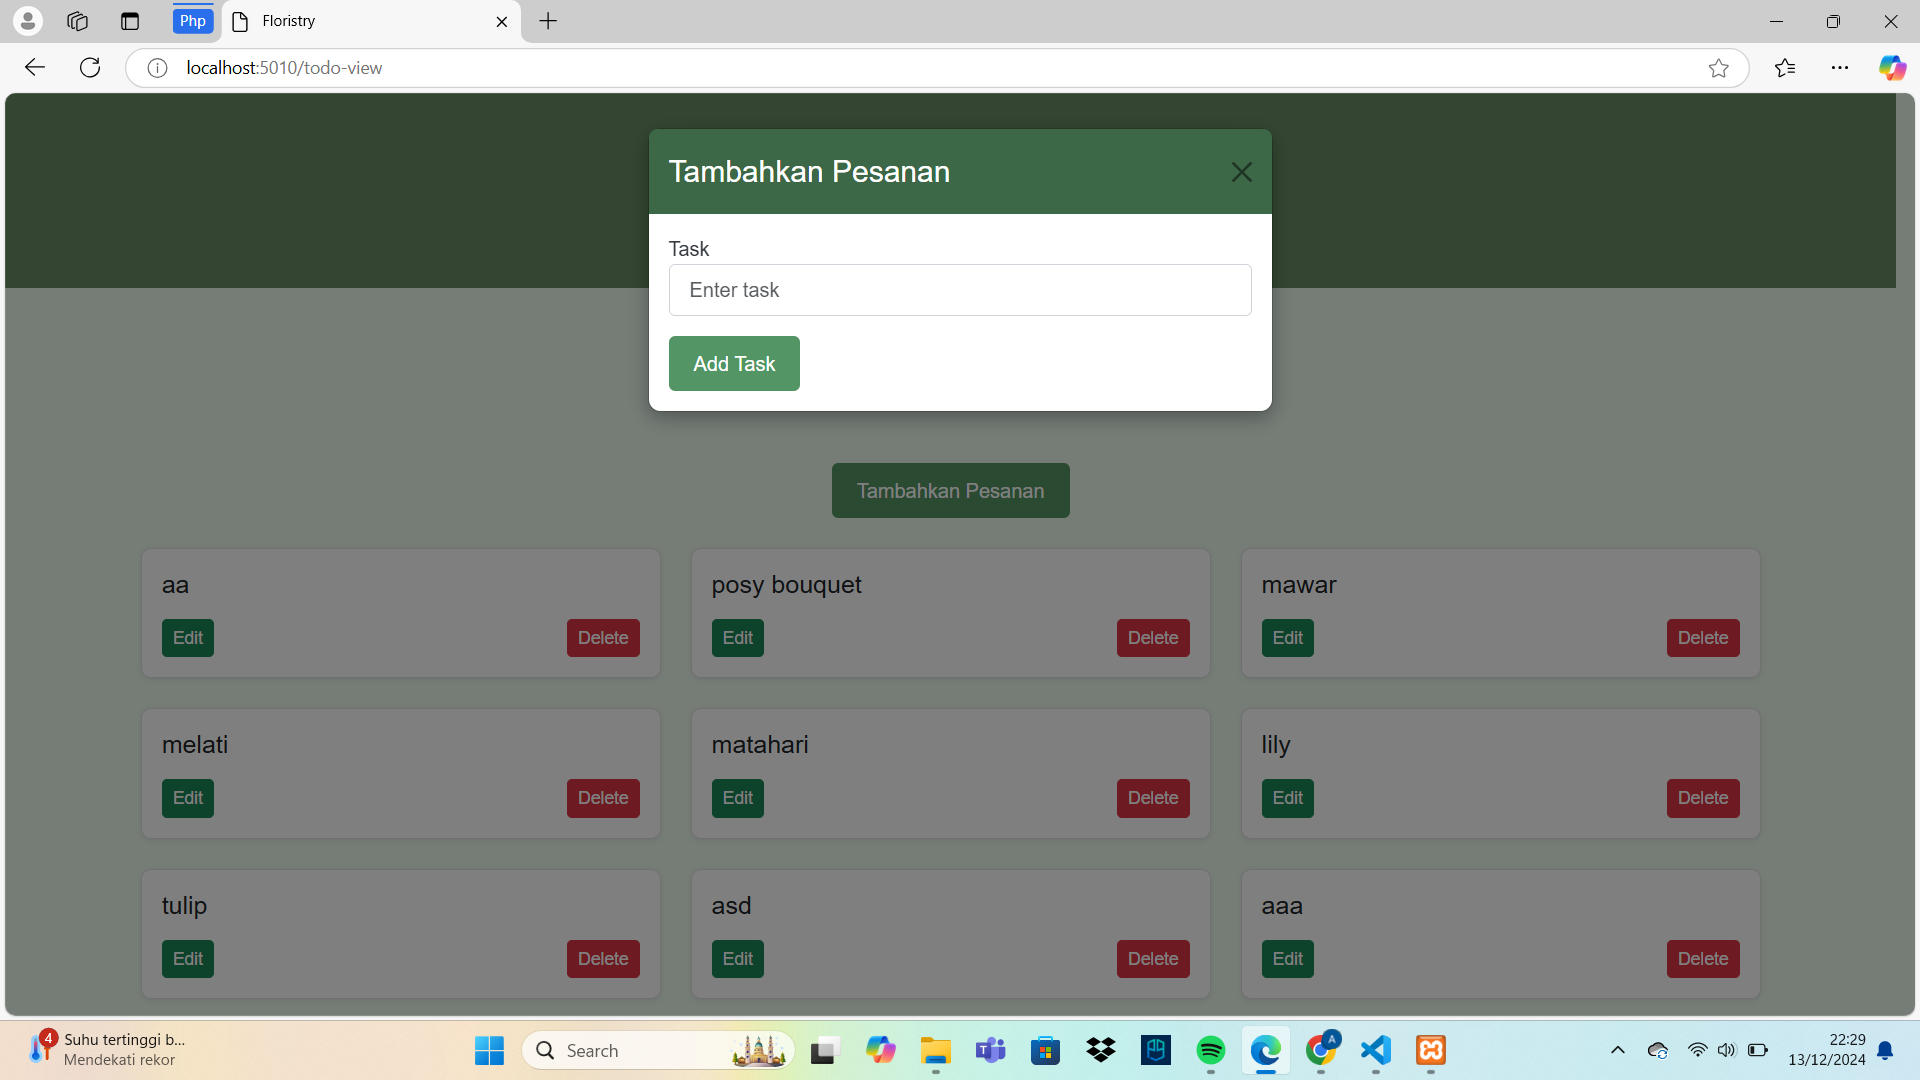 Php
Floristry
localhost:5010/todo-view
Tambahkan Pesanan
Task
Enter task
Add Task
Tambahkan Pesanan
aa
Edit
Delete
posy bouquet
Edit
Delete
mawar
Edit
Delete
melati
Edit
Delete
matahari
Edit
Delete
lily
Edit
Delete
tulip
Edit
Delete
asd
Edit
Delete
aaa
Edit
Delete
4
Suhu tertinggi b...
Mendekati rekor
Search
A
22:29
13/12/2024